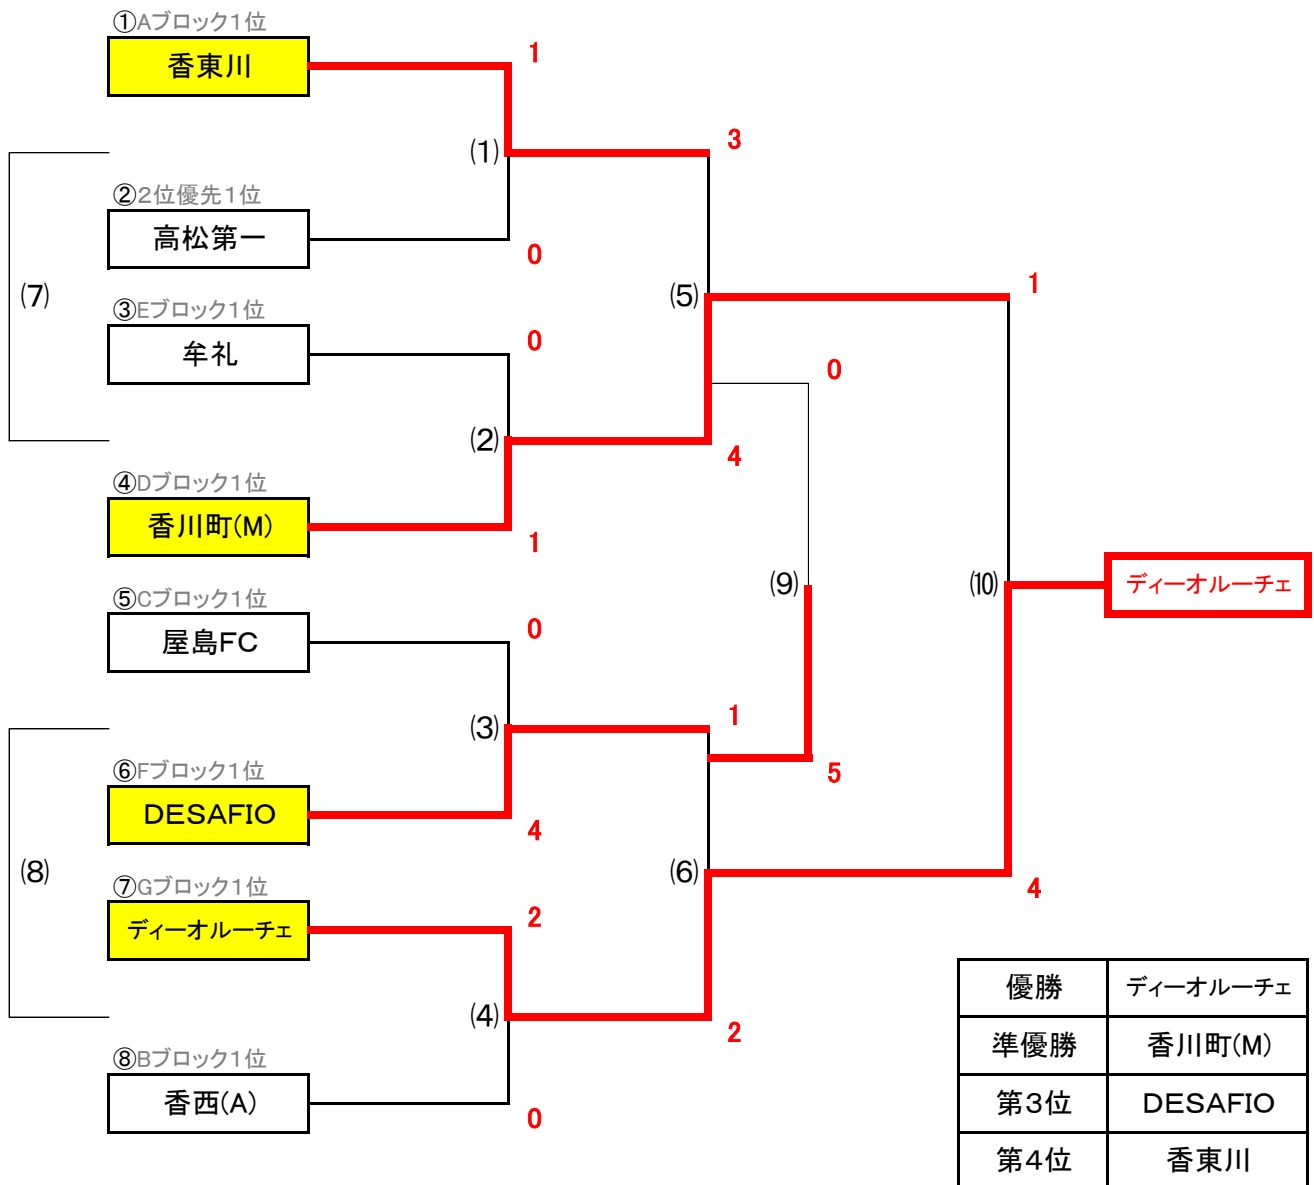 ①Aブロック１位
香東川
1
(1)
3
②２位優先１位
高松第一
0
(7)
③Eブロック１位
牟礼
0
(5)
1
0
(2)
4
④Dブロック１位
香川町(M)
1
(9)
(10)
ディーオルーチェ
⑤Cブロック１位
屋島FC
0
(3)
1
5
⑥Fブロック１位
DESAFIO
4
(8)
(6)
4
⑦Gブロック１位
ディーオルーチェ
2
(4)
2
⑧Bブロック１位
香西(A)
0
優勝 ディーオルーチェ
準優勝 香川町(M)
第３位 DESAFIO
第４位 香東川